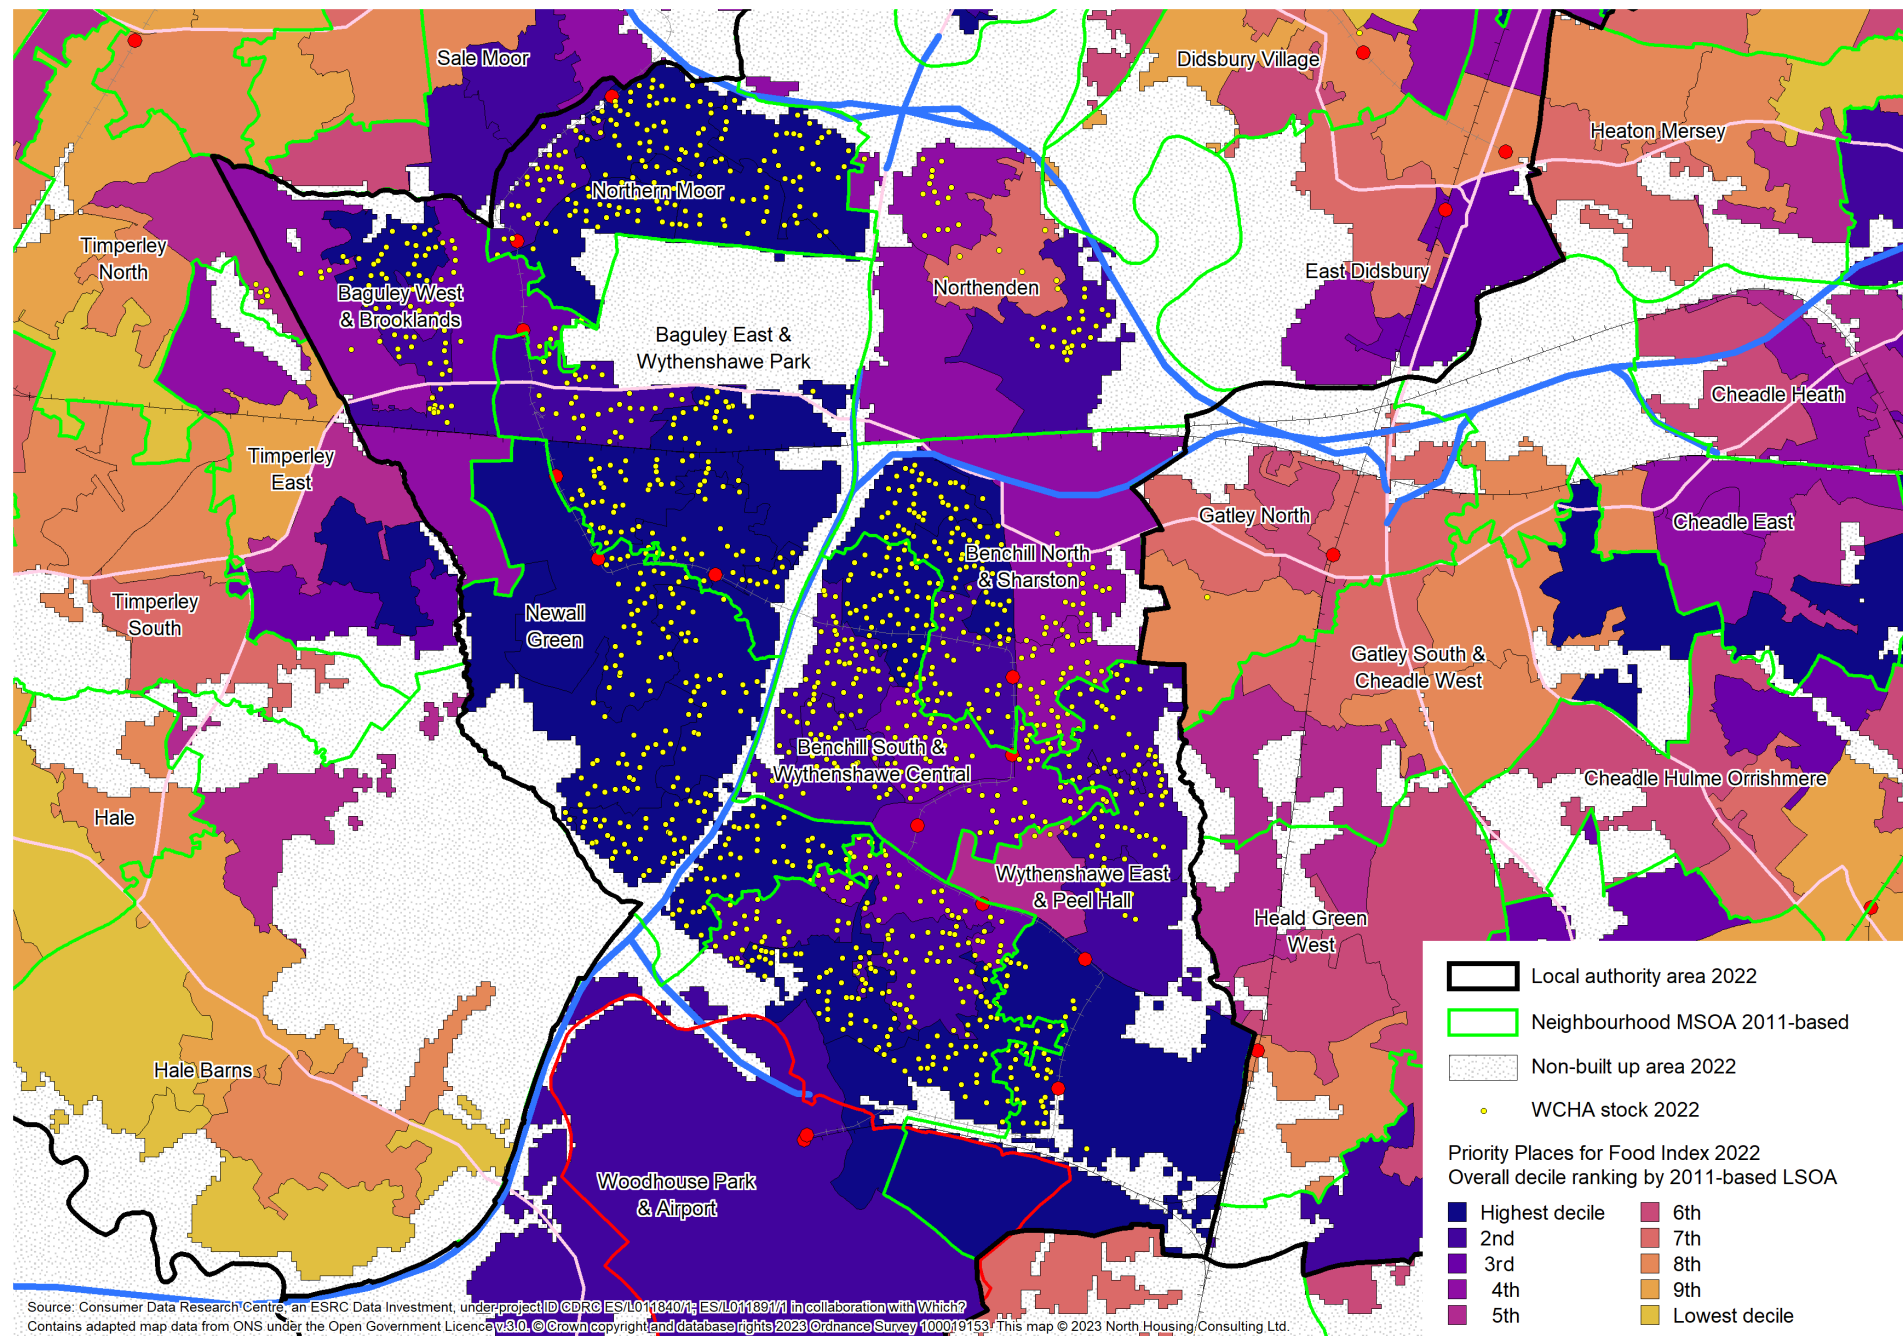 Sale Moor
Didsbury Village
Heaton Mersey
Northern Moor
Timperley
North
East Didsbury
Baguley West
& Brooklands
Northenden
Baguley East &
Wythenshawe Park
Cheadle Heath
Timperley
East
Gatley North
Cheadle East
Benchill North
& Sharston
Timperley
South
Newall
Green
Gatley South &
Cheadle West
Benchill South &
Wythenshawe Central
Cheadle Hulme Orrishmere
Hale
Wythenshawe East
& Peel Hall
Heald Green
West
Hale Barns
Woodhouse Park
& Airport
Local authority area 2022
Neighbourhood MSOA 2011-based
Non-built up area 2022
WCHA stock 2022
Priority Places for Food Index 2022
Overall decile ranking by 2011-based LSOA
Highest decile
2nd
3rd
4th
5th
6th
7th
8th
9th
Lowest decile
Source: Consumer Data Research Centre, an ESRC Data Investment, under project ID CDRC ES/L011840/1; ES/L011891/1 in collaboration with Which?
Contains adapted map data from ONS under the Open Government Licence v.3.0. © Crown copyright and database rights 2023 Ordnance Survey 100019153. This map © 2023 North Housing Consulting Ltd.